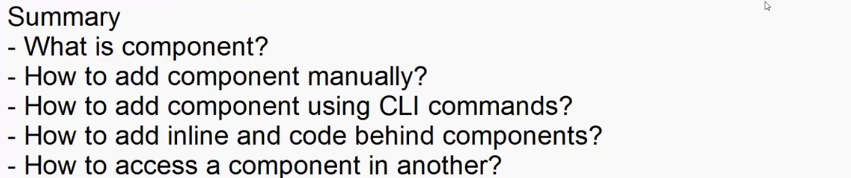 Summary
- What is component?
- How to add component manually?
- How to add component using CLI commands?
- How to add inline and code behind components?
- How to access a component in another?